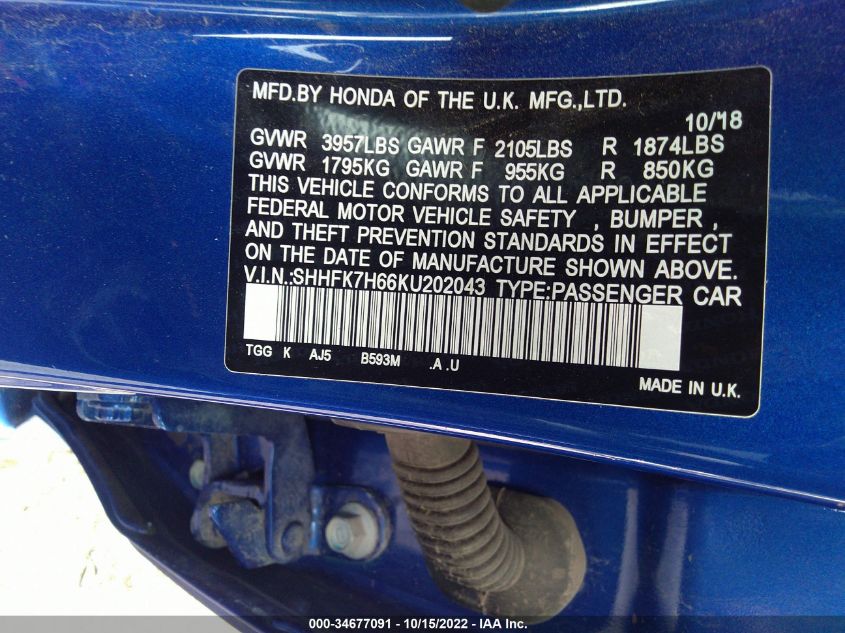 MFD.BY HONDA OF THE U.K. MFG.,LTD.
10/18
GVWR 3957LBS GAWR F 2105LBS R 1874LBS
GVWR 1795KG GAWR F 955KG R 850KG
THIS VEHICLE CONFORMS TO ALL APPLICABLE
FEDERAL MOTOR VEHICLE SAFETY , BUMPER ,
AND THEFT PREVENTION STANDARDS IN EFFECT
ON THE DATE OF MANUFACTURE SHOWN ABOVE.
V.I.N.:SHHFK7H66KU202043 TYPE:PASSENGER CAR
TGG K AJ5 B593M .A .U
MADE IN U.K.
000-34677091 - 10/15/2022 - IAA Inc.